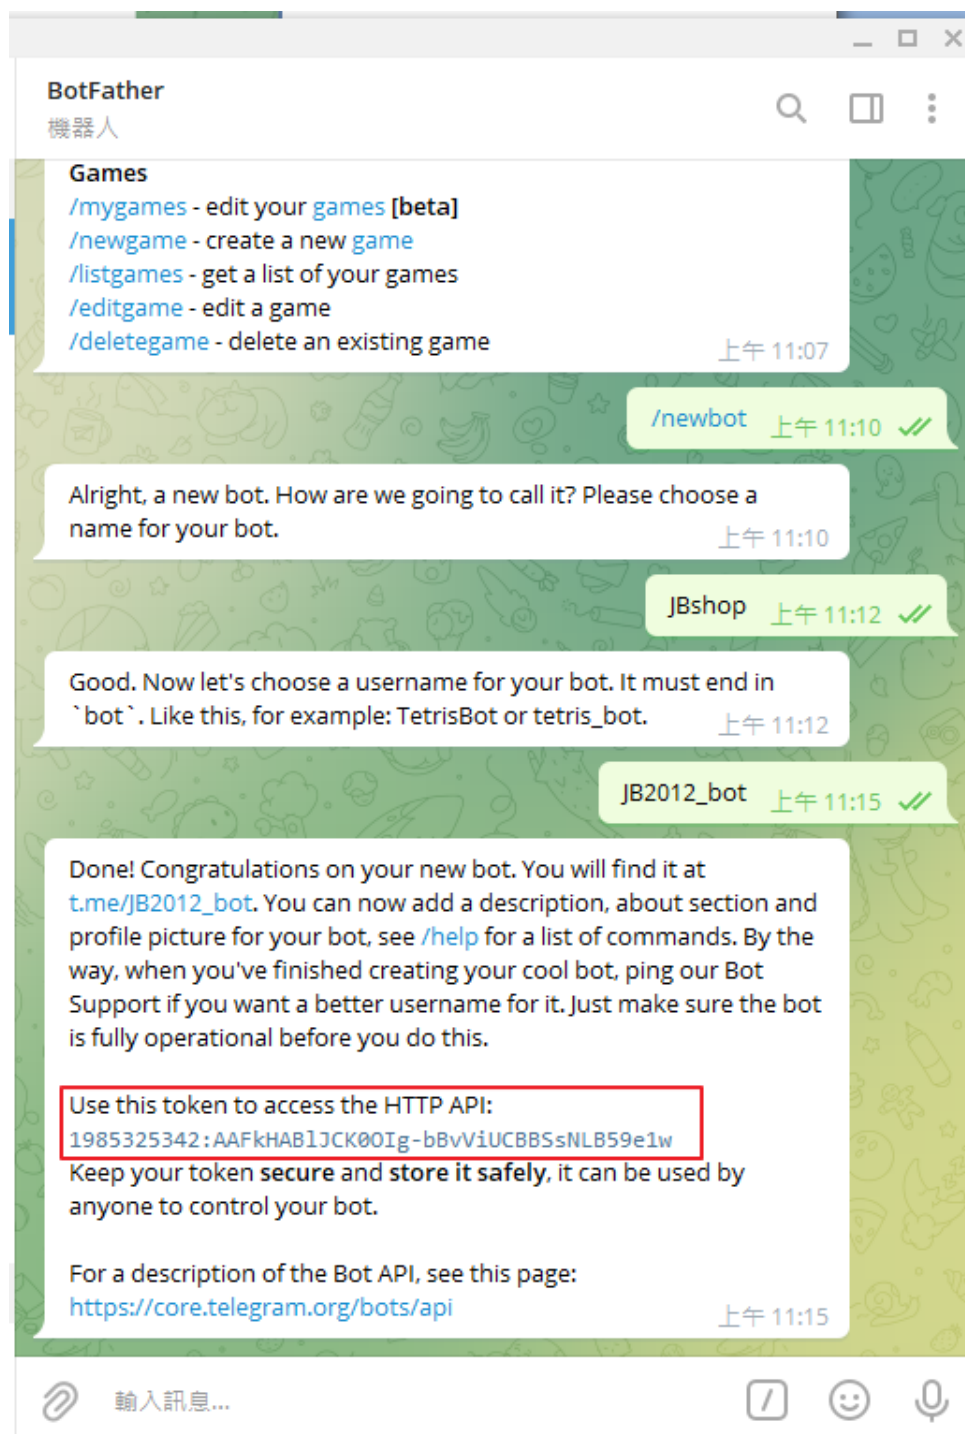 BotFather
機器人
Games
/mygames - edit your games [beta]
/newgame - create a new game
/listgames - get a list of your games
/editgame - edit a game
/deletegame - delete an existing game
上午 11:07
/newbot 上午 11:10
Alright, a new bot. How are we going to call it? Please choose a
name for your bot.
上午 11:10
JBshop 上午 11:12
Good. Now let's choose a username for your bot. It must end in
`bot`. Like this, for example: TetrisBot or tetris_bot.
上午 11:12
JB2012_bot 上午 11:15
Done! Congratulations on your new bot. You will find it at
t.me/JB2012_bot. You can now add a description, about section and
profile picture for your bot, see /help for a list of commands. By the
way, when you've finished creating your cool bot, ping our Bot
Support if you want a better username for it. Just make sure the bot
is fully operational before you do this.
Use this token to access the HTTP API:
1985325342:AAFkHABlJCK0OIg-bBvViUCBBSsNLB59e1w
Keep your token secure and store it safely, it can be used by
anyone to control your bot.
For a description of the Bot API, see this page:
https://core.telegram.org/bots/api
上午 11:15
輸入訊息...